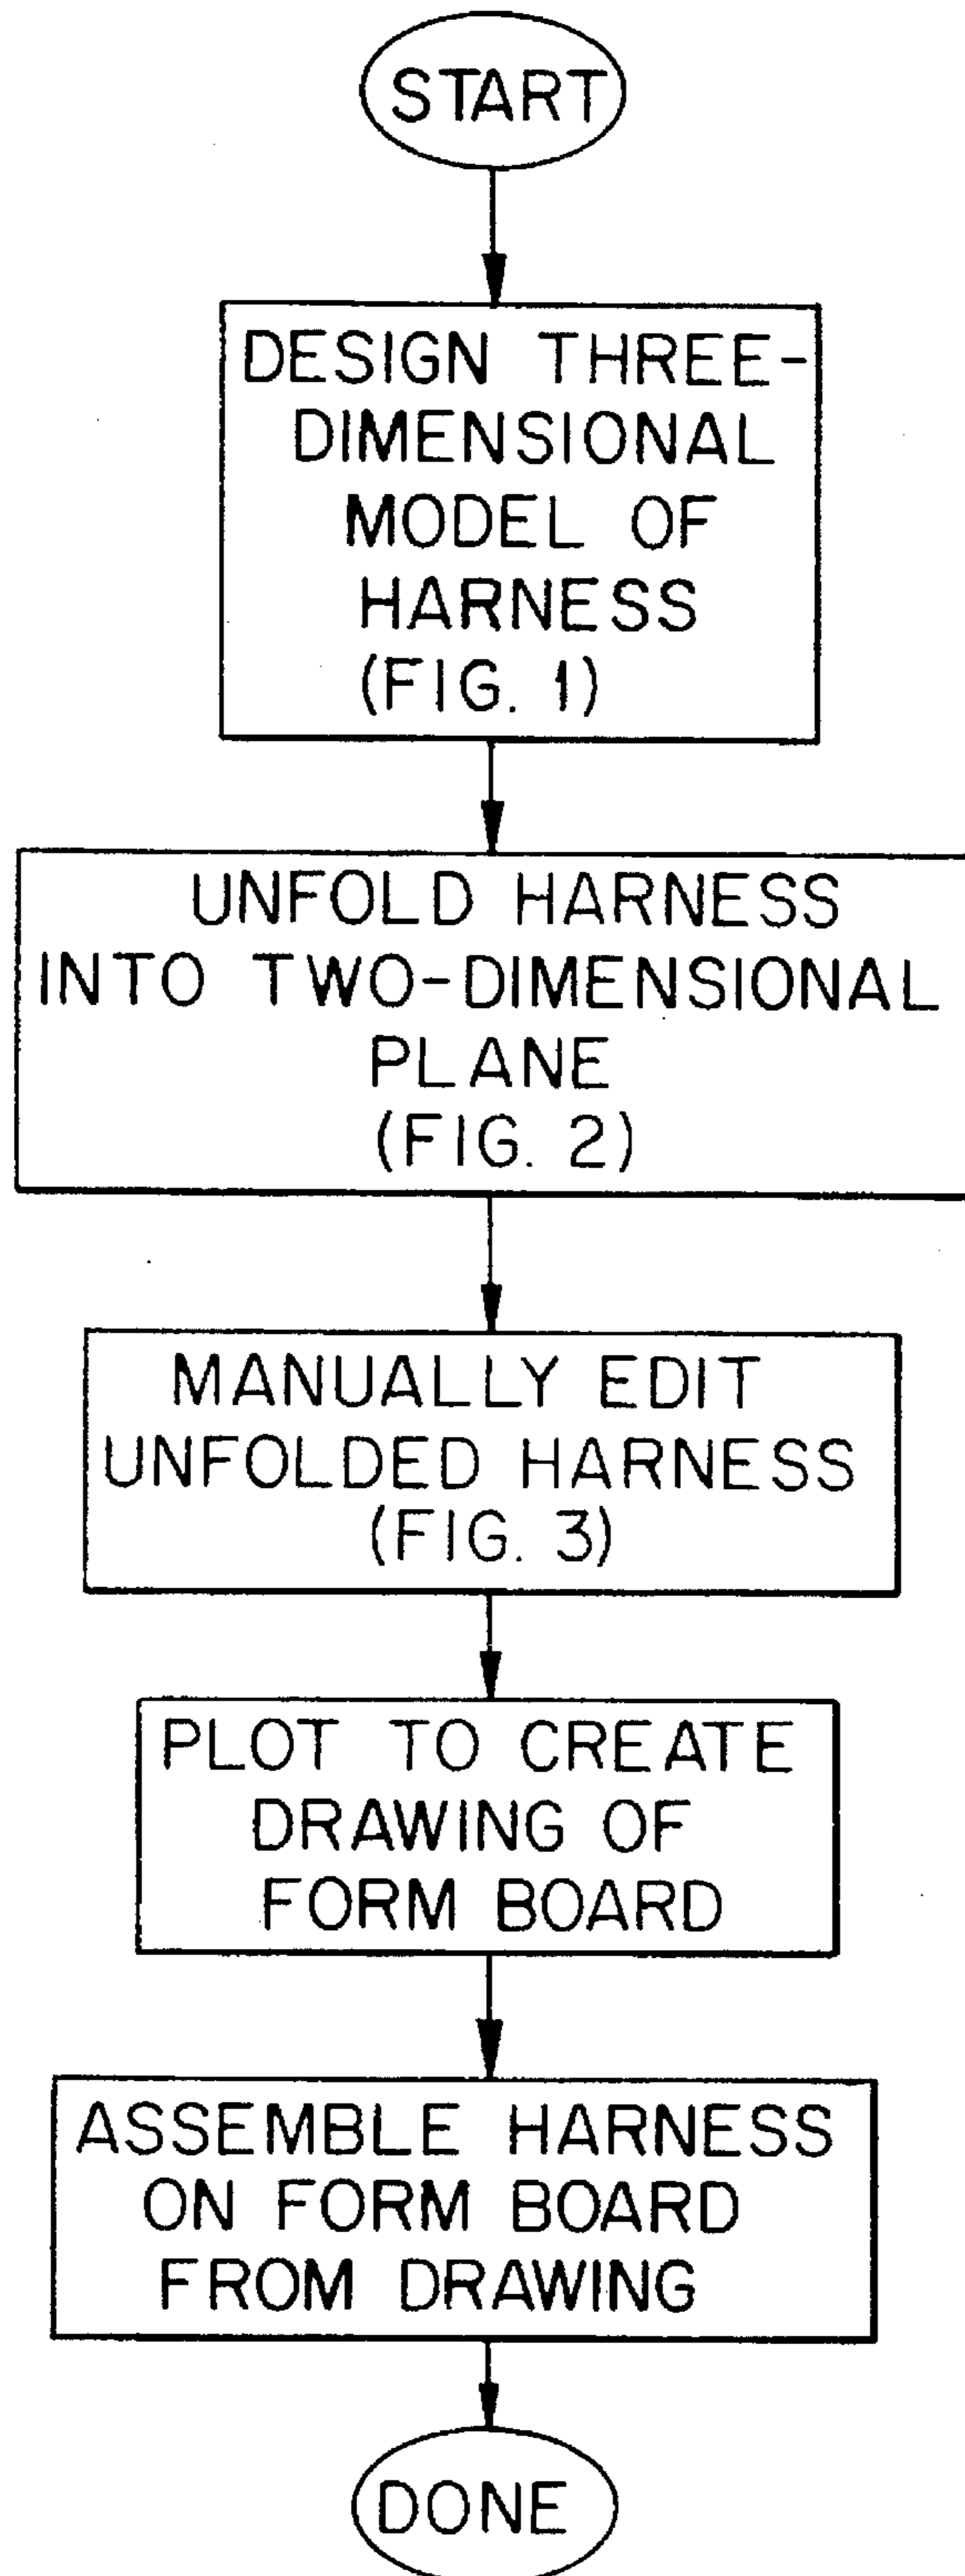 START
DESIGN THREE-
DIMENSIONAL
MODEL OF
HARNESS
(FIG. 1)
UNFOLD HARNESS
INTO TWO-DIMENSIONAL
PLANE
(FIG. 2)
MANUALLY EDIT
UNFOLDED HARNESS
(FIG. 3)
PLOT TO CREATE
DRAWING OF
FORM BOARD
ASSEMBLE HARNESS
ON FORM BOARD
FROM DRAWING
DONE